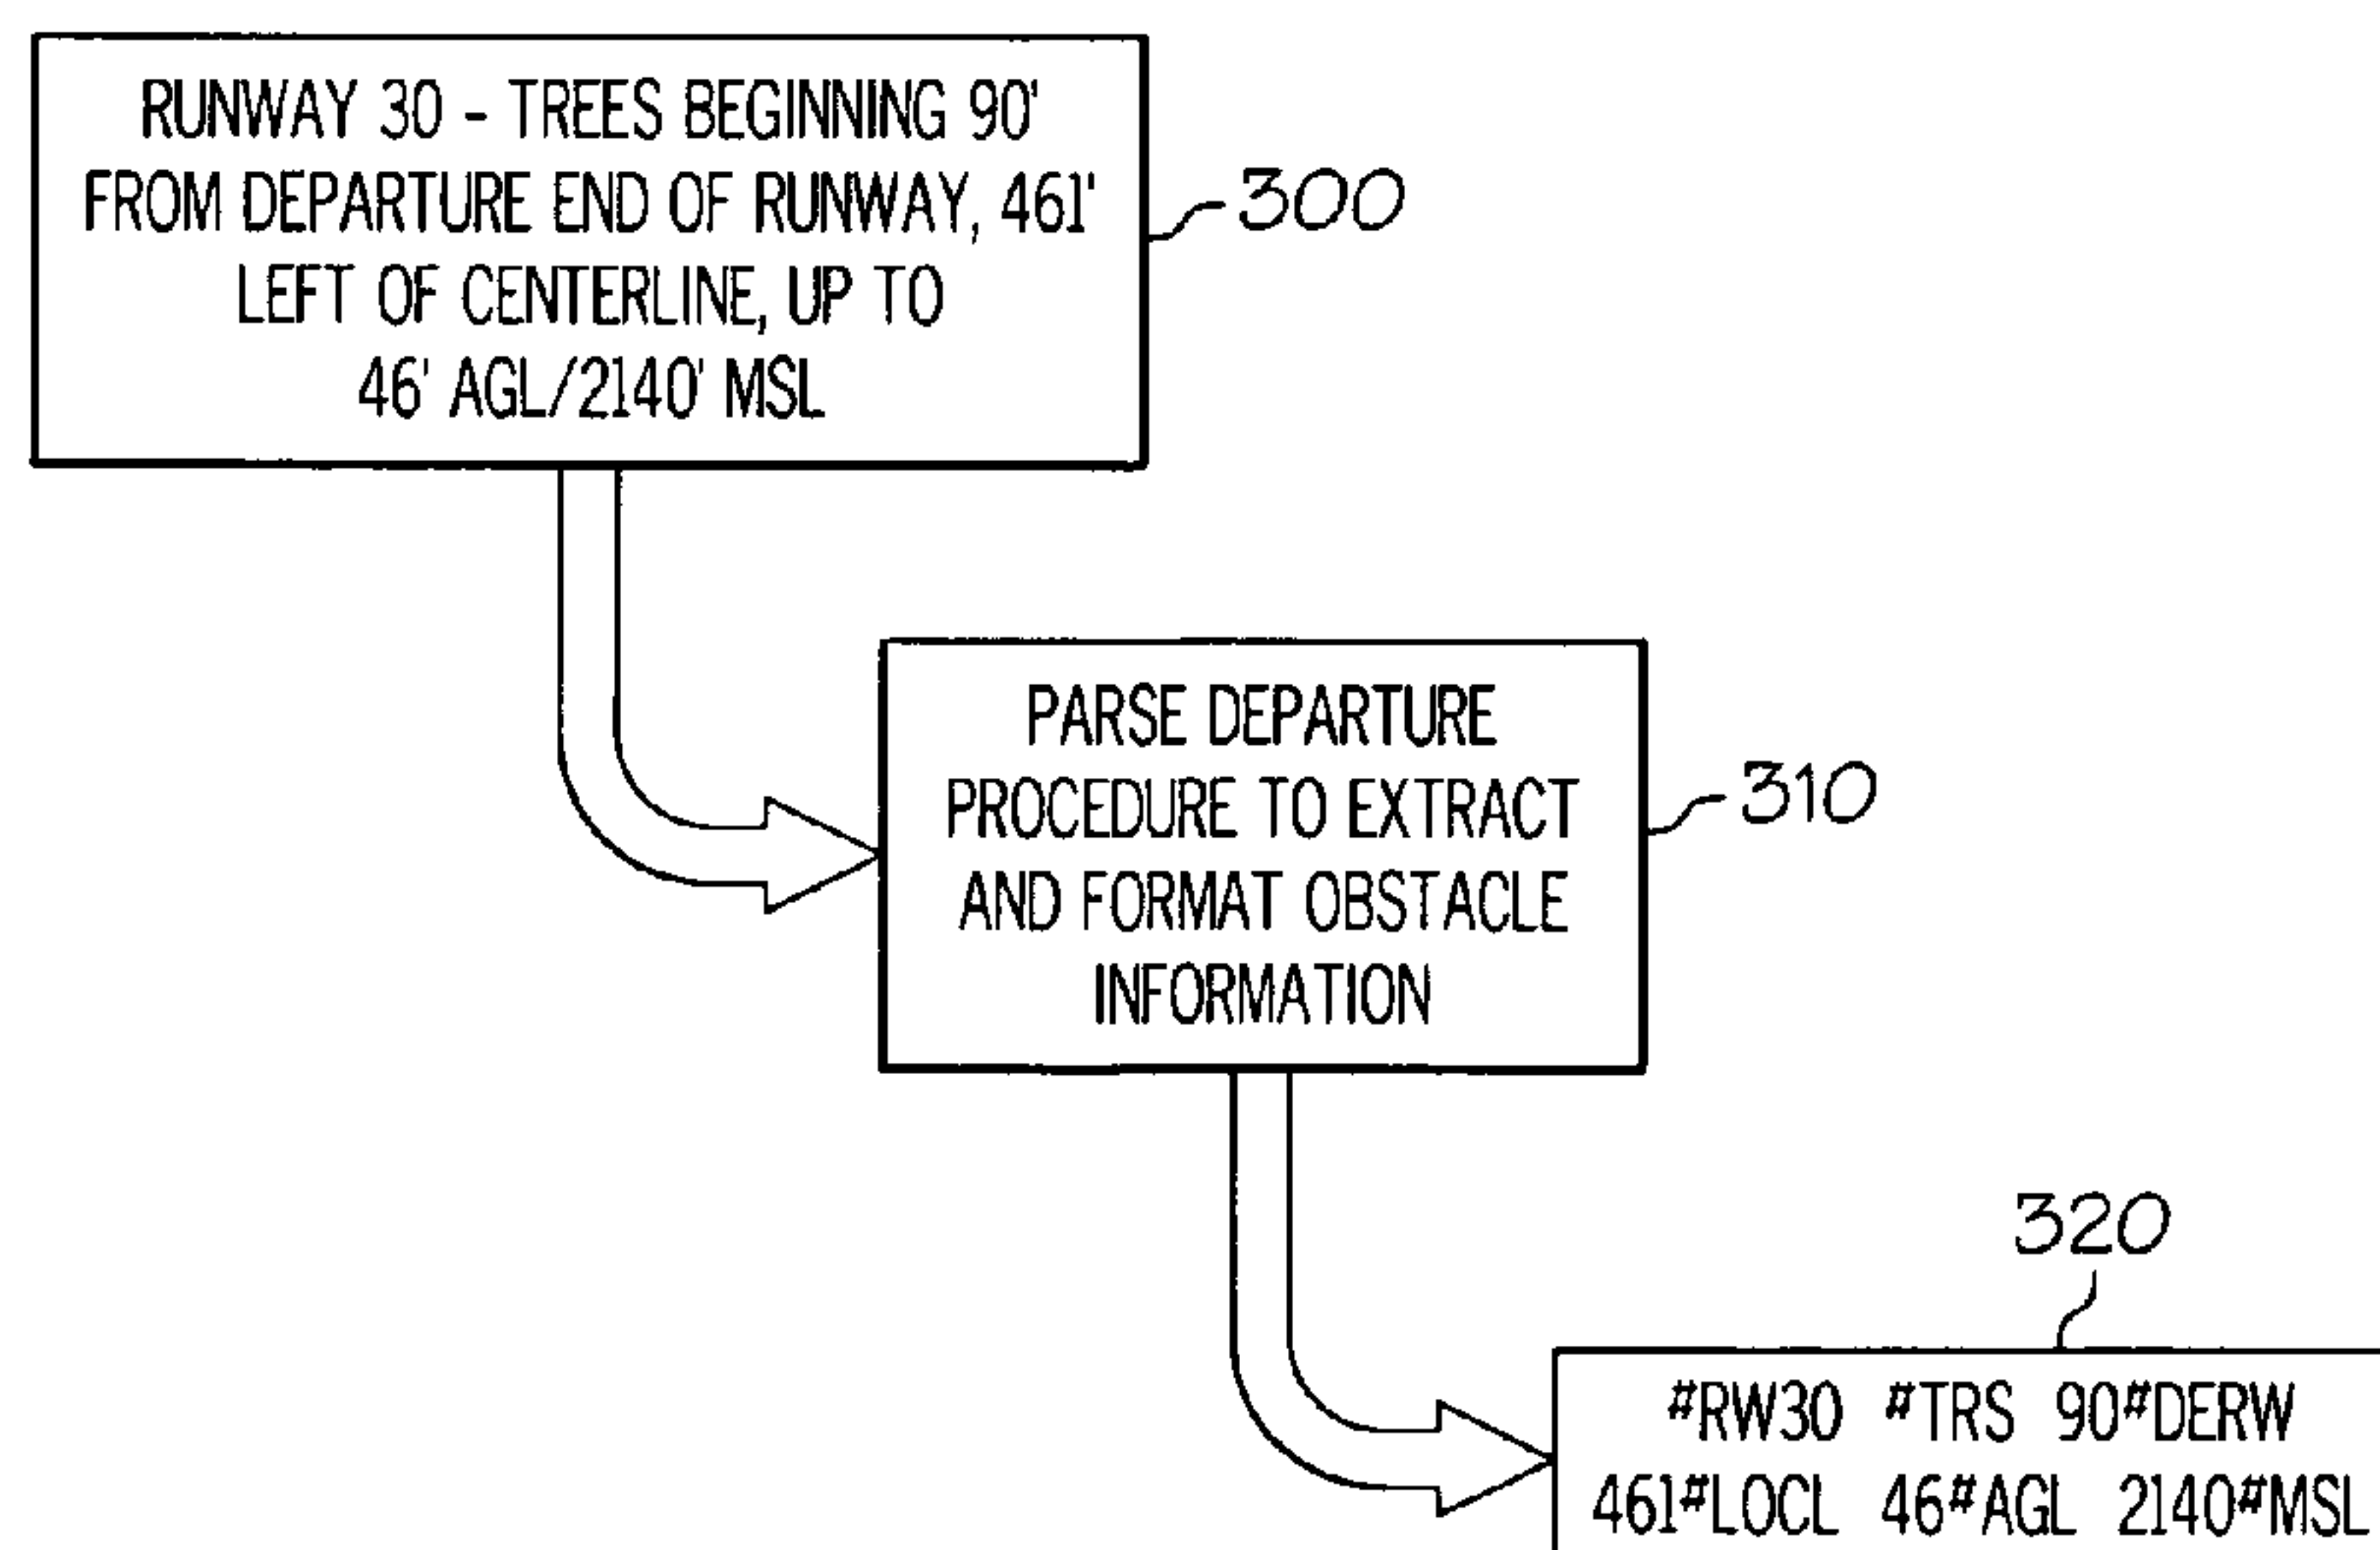 RUNWAY 30 - TREES BEGINNING 90'
FROM DEPARTURE END OF RUNWAY, 461'
LEFT OF CENTERLINE, UP TO
46' AGL/2140' MSL
300
PARSE DEPARTURE
PROCEDURE TO EXTRACT
AND FORMAT OBSTACLE
INFORMATION
310
320
#RW30 #TRS 90#DERW
461#LOCL 46#AGL 2140#MSL